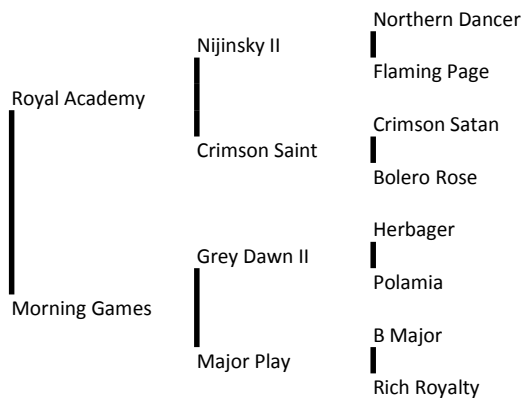 Northern Dancer
Nijinsky II
Flaming Page
Royal Academy
Crimson Satan
Crimson Saint
Bolero Rose
Herbager
Grey Dawn II
Polamia
Morning Games
B Major
Major Play
Rich Royalty